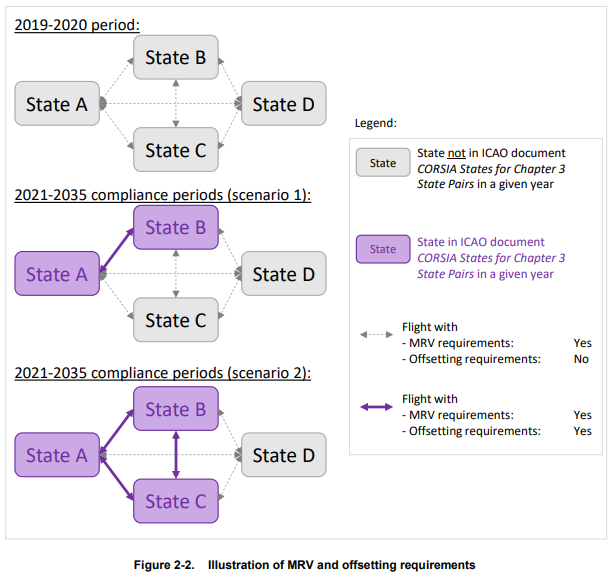 2019-2020 period:
State B
State A
State D
State C
2021-2035 compliance periods (scenario 1):
State B
State A
State D
State C
2021-2035 compliance periods (scenario 2):
State B
State A
State D
State C
Legend:
State
State not in ICAO document
CORSIA States for Chapter 3
State Pairs in a given year
State
State in ICAO document
CORSIA States for Chapter 3
State Pairs in a given year
Flight with
- MRV requirements: Yes
- Offsetting requirements: No
Flight with
- MRV requirements: Yes
- Offsetting requirements: Yes
Figure 2-2. Illustration of MRV and offsetting requirements